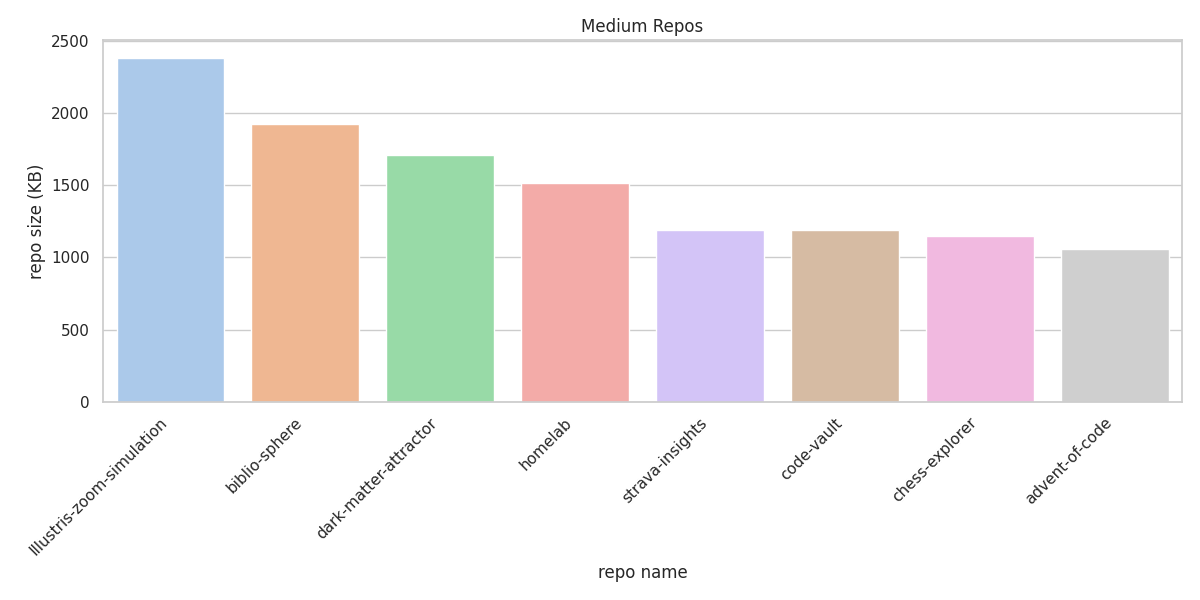 Medium Repos
2500
2000
1500
1000
500
0
repo size (KB)
Illustris-zoom-simulation
biblio-sphere
dark-matter-attractor
homelab
strava-insights
code-vault
chess-explorer
advent-of-code
repo name